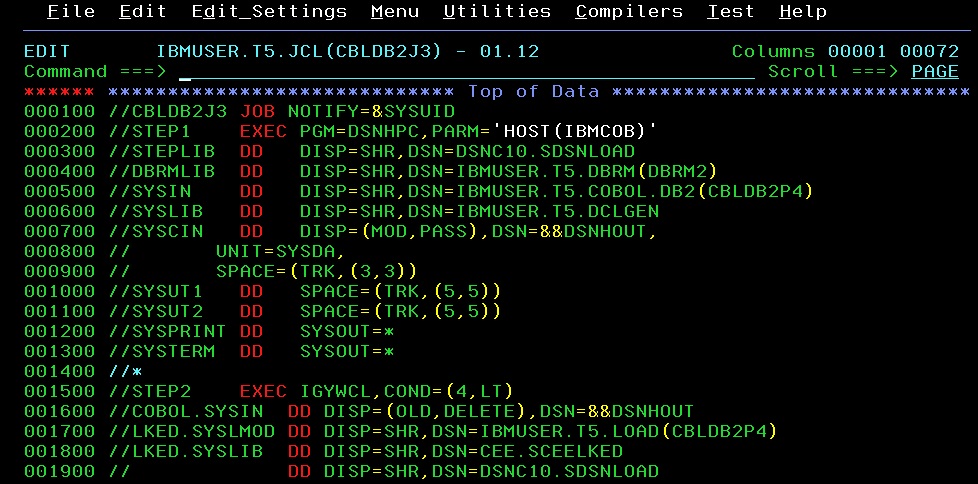 File  Edit  Edit_Settings  Menu  Utilities  Compilers  Test  Help
EDIT       IBMUSER.T5.JCL(CBLDB2J3) - 01.12                Columns 00001 00072
Command ===>                                                  Scroll ===> PAGE
****** ***************************** Top of Data ******************************
000100 //CBLDB2J3 JOB NOTIFY=&SYSUID
000200 //STEP1    EXEC PGM=DSNHPC,PARM='HOST(IBMCOB)'
000300 //STEPLIB  DD   DISP=SHR,DSN=DSNC10.SDSNLOAD
000400 //DBRMLIB  DD   DISP=SHR,DSN=IBMUSER.T5.DBRM(DBRM2)
000500 //SYSIN    DD   DISP=SHR,DSN=IBMUSER.T5.COBOL.DB2(CBLDB2P4)
000600 //SYSLIB   DD   DISP=SHR,DSN=IBMUSER.T5.DCLGEN
000700 //SYSCIN   DD   DISP=(MOD,PASS),DSN=&&DSNHOUT,
000800 //       UNIT=SYSDA,
000900 //       SPACE=(TRK,(3,3))
001000 //SYSUT1   DD   SPACE=(TRK,(5,5))
001100 //SYSUT2   DD   SPACE=(TRK,(5,5))
001200 //SYSPRINT DD   SYSOUT=*
001300 //SYSTERM  DD   SYSOUT=*
001400 //*
001500 //STEP2    EXEC IGYWCL,COND=(4,LT)
001600 //COBOL.SYSIN  DD DISP=(OLD,DELETE),DSN=&&DSNHOUT
001700 //LKED.SYSLMOD DD DISP=SHR,DSN=IBMUSER.T5.LOAD(CBLDB2P4)
001800 //LKED.SYSLIB  DD DISP=SHR,DSN=CEE.SCEELKED
001900 //             DD DISP=SHR,DSN=DSNC10.SDSNLOAD